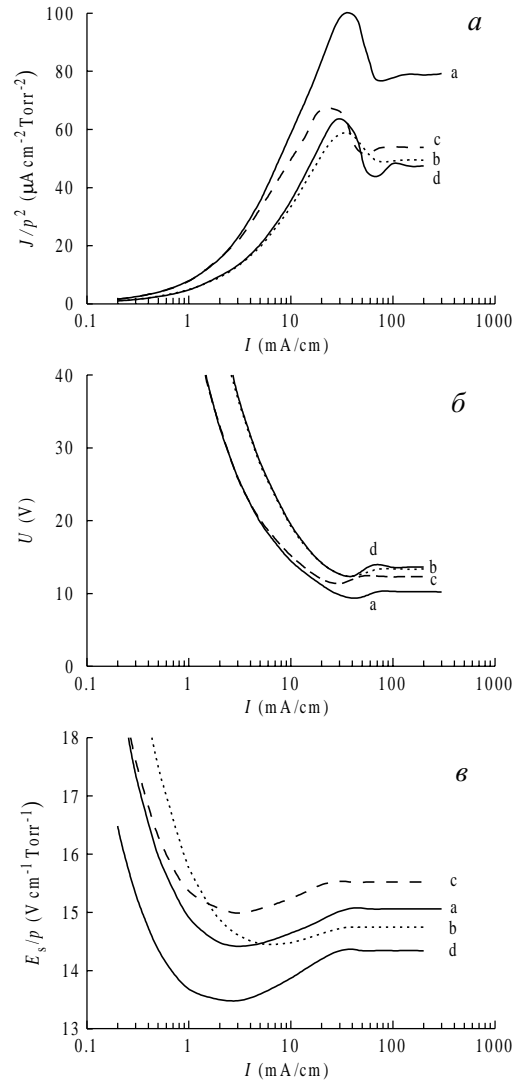 а
100
80
60
40
20
0
J/p² (μA cm⁻² Torr⁻²)
a
c
b
d
0.1 1 10 100 1000
I (mA/cm)
б
40
30
20
10
0
U (V)
d
b
c
a
0.1 1 10 100 1000
I (mA/cm)
в
18
17
16
15
14
13
Eₛ/p (V cm⁻¹ Torr⁻¹)
c
a
b
d
0.1 1 10 100 1000
I (mA/cm)